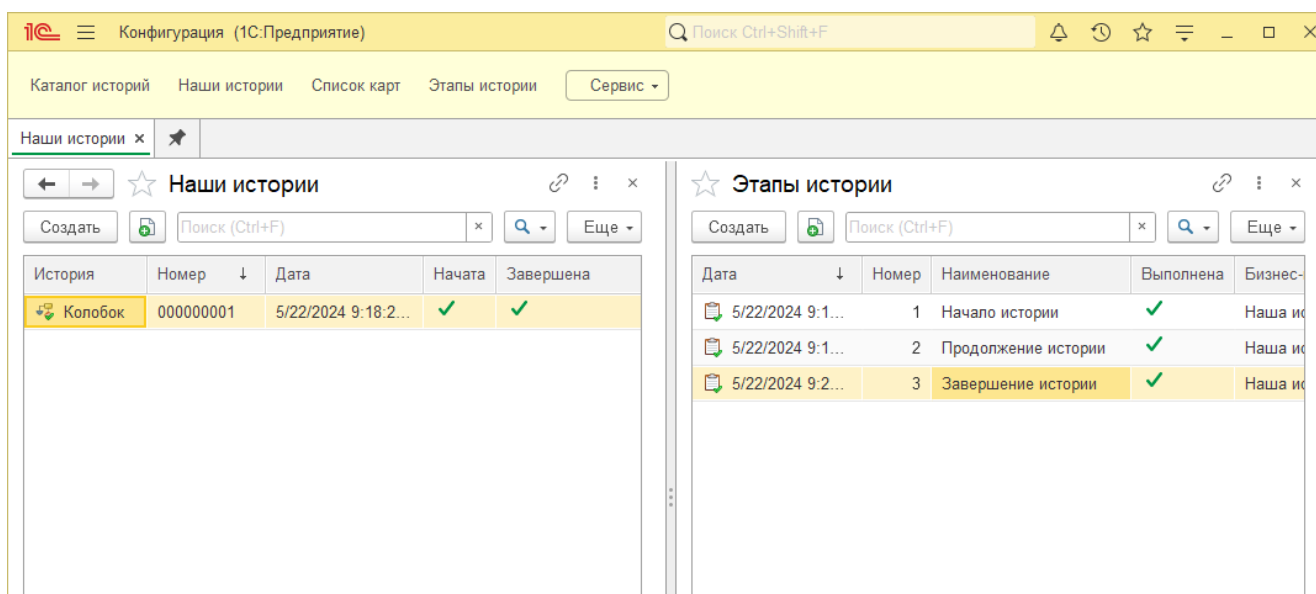 1С Конфигурация (1С:Предприятие) Поиск Ctrl+Shift+F
Каталог историй Наши истории Список карт Этапы истории Сервис
Наши истории
Наши истории
Создать Поиск (Ctrl+F) Еще
История Номер Дата Начата Завершена
Колобок 000000001 5/22/2024 9:18:2...
Этапы истории
Создать Поиск (Ctrl+F) Еще
Дата Номер Наименование Выполнена Бизнес-
5/22/2024 9:1... 1 Начало истории Наша ис
5/22/2024 9:1... 2 Продолжение истории Наша ис
5/22/2024 9:2... 3 Завершение истории Наша ис